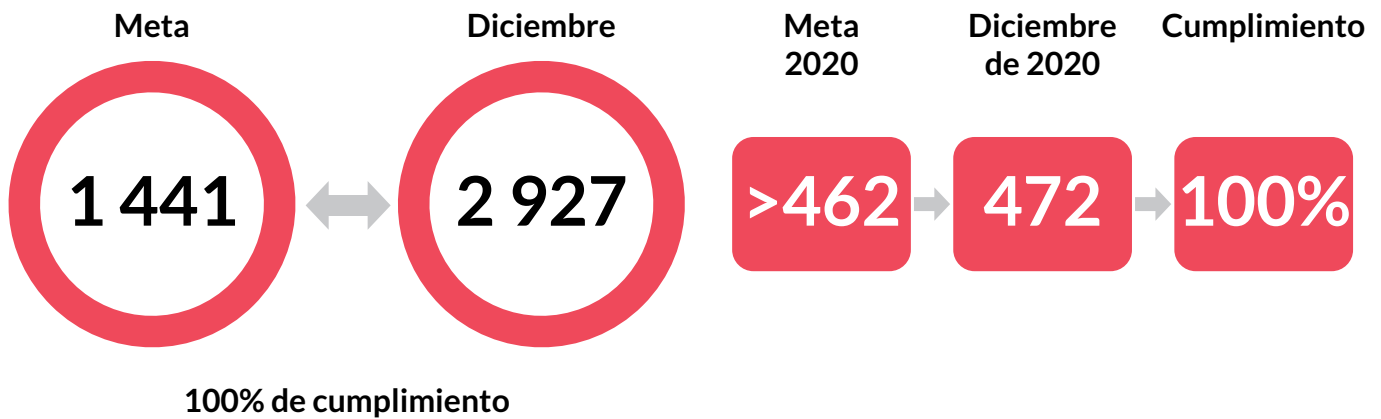 Meta
Diciembre
1 441
2 927
100% de cumplimiento
Meta
2020
Diciembre
de 2020
Cumplimiento
>462
472
100%